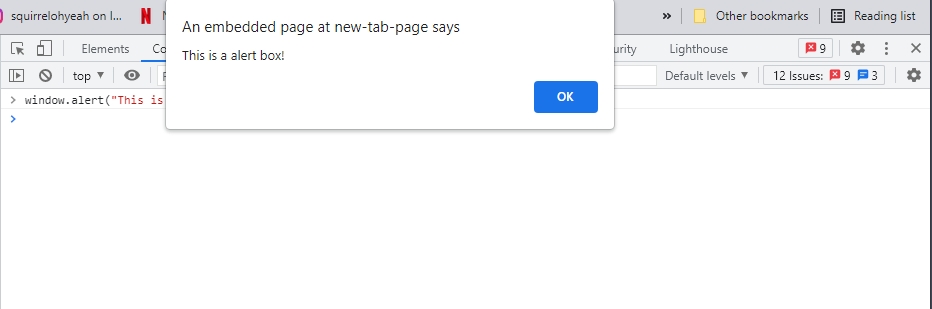 squirrelohyeah on I...
Other bookmarks
Reading list
An embedded page at new-tab-page says
This is a alert box!
OK
Elements
urity
Lighthouse
9
top
Default levels
12 Issues: 9 3
window.alert("This is